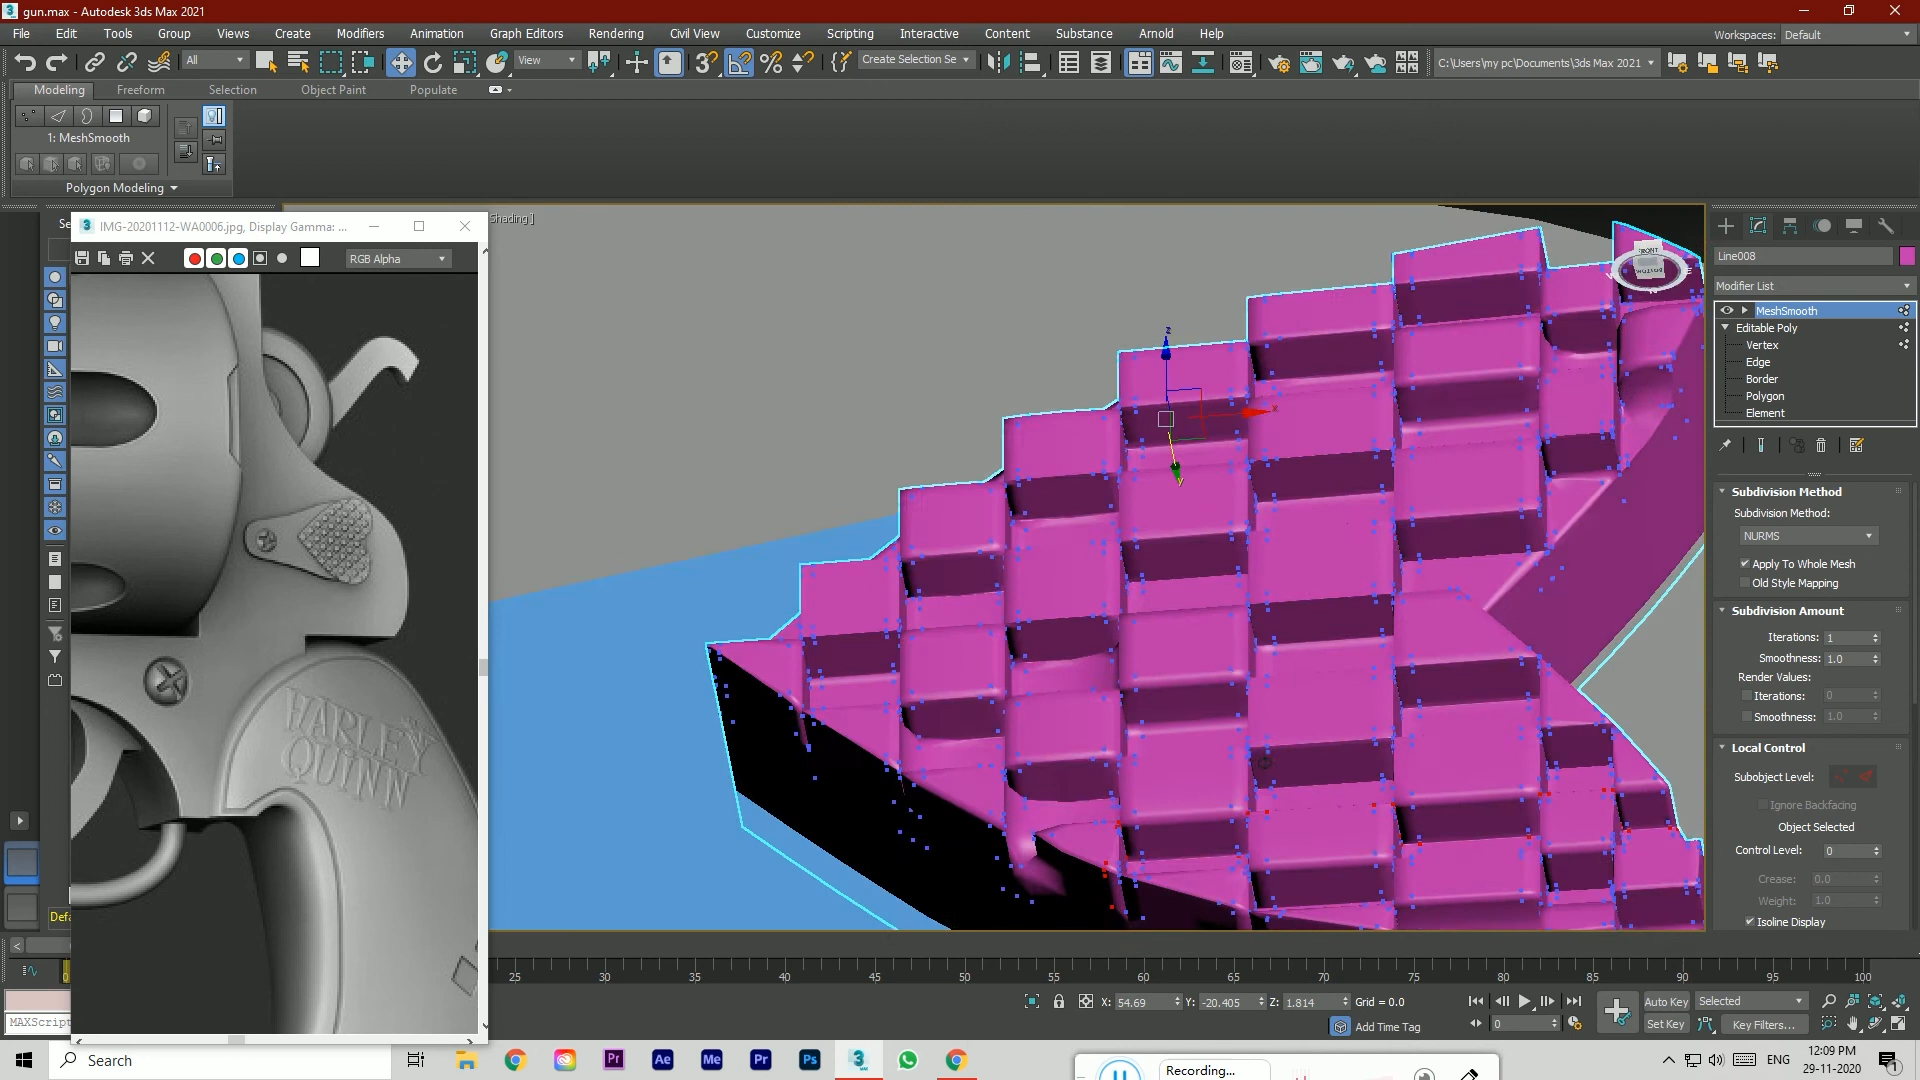 gun.max - Autodesk 3ds Max 2021
File Edit Tools Group Views Create Modifiers Animation Graph Editors Rendering Civil View Customize Scripting Interactive Content Substance Arnold Help
Workspaces: Default
All View Create Selection Se C:\Users\my pc\Documents\3ds Max 2021
Modeling Freeform Selection Object Paint Populate
1: MeshSmooth
Polygon Modeling
Se
IMG-20201112-WA0006.jpg, Display Gamma: ...
Shading ]
RGB Alpha
HARLEY
QUINN
FRONT
z
x
y
Line008
Modifier List
MeshSmooth
Editable Poly
Vertex
Edge
Border
Polygon
Element
Subdivision Method
Subdivision Method:
NURMS
Apply To Whole Mesh
Old Style Mapping
Subdivision Amount
Iterations: 1
Smoothness: 1.0
Render Values:
Iterations: 0
Smoothness: 1.0
Local Control
Subobject Level:
Ignore Backfacing
Object Selected
Control Level: 0
Crease: 0.0
Weight: 1.0
Isoline Display
Defa
0 25 30 35 40 45 50 55 60 65 70 75 80 85 90 95 100
X: 54.69 Y: -20.405 Z: 1.814 Grid = 0.0
Add Time Tag
0
Auto Key Selected
Set Key Key Filters...
MAXScript
Search
Recording...
ENG
12:09 PM
29-11-2020
1